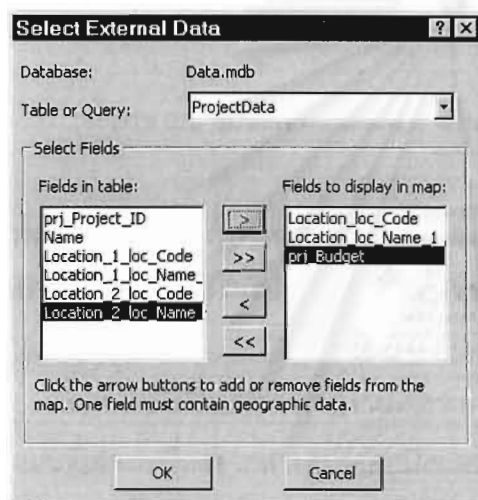 Select External Data
? X
Database: Data.mdb
Table or Query: ProjectData
Select Fields
Fields in table: Fields to display in map:
prj_Project_ID
Name
Location_1_loc_Code
Location_1_loc_Name_
Location_2_loc_Code
Location_2_loc_Name
>
>>
<
<<
Location_loc_Code
Location_loc_Name_1
prj_Budget
Click the arrow buttons to add or remove fields from the
map. One field must contain geographic data.
OK Cancel